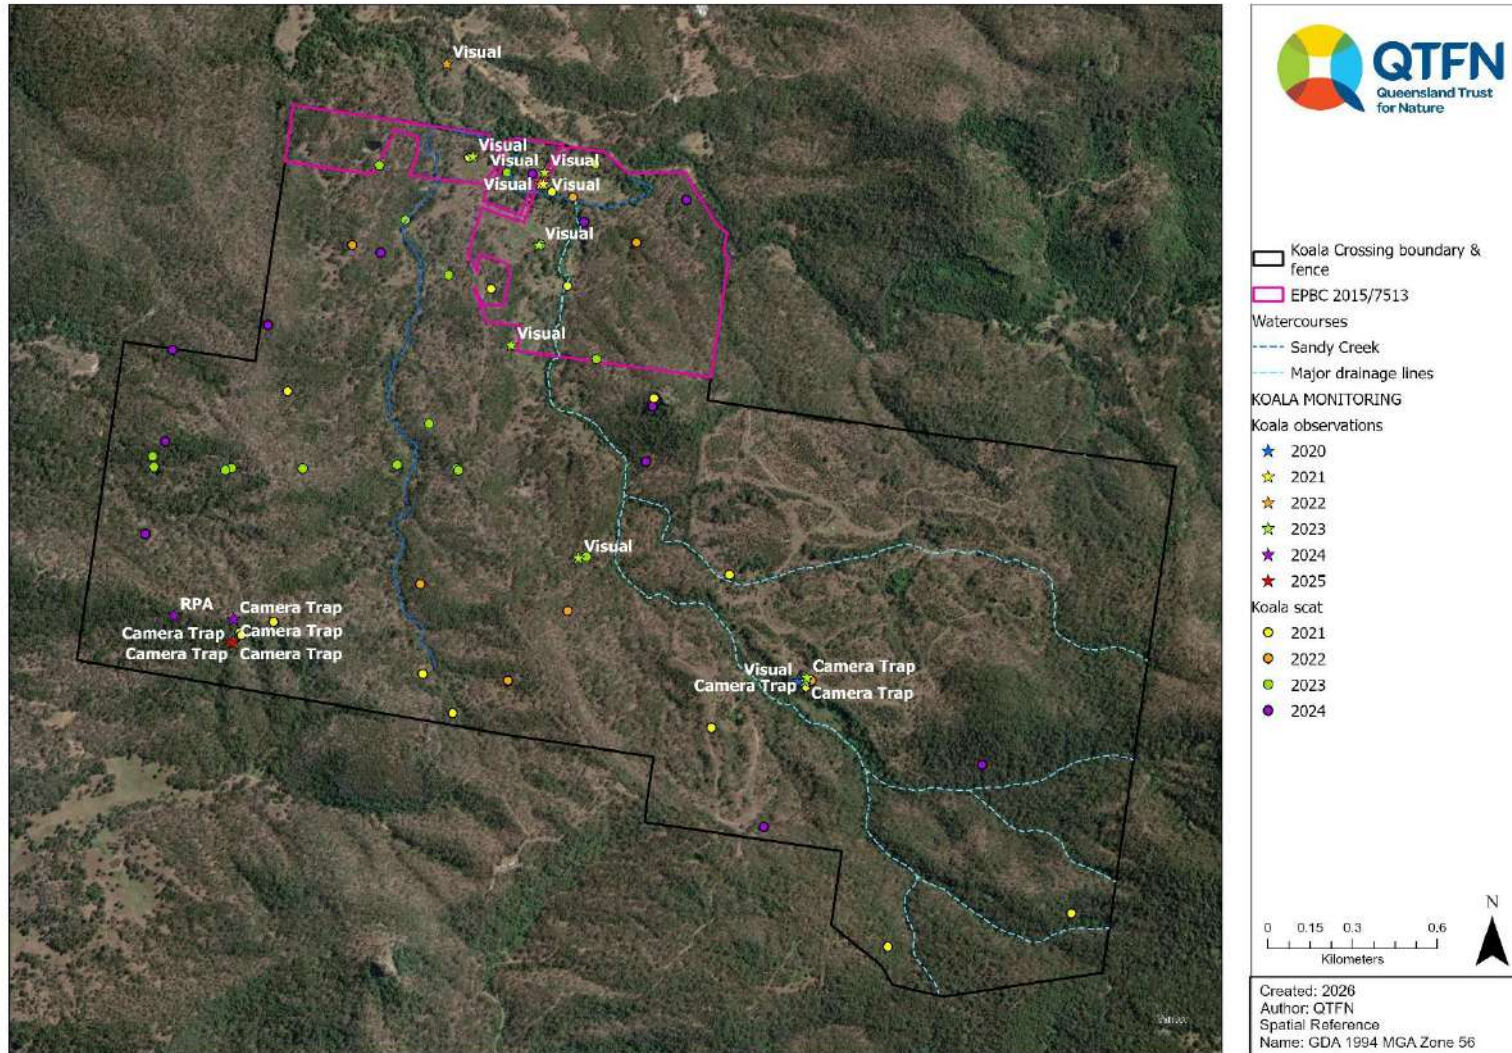 Visual
Visual
Visual
Visual
Visual
Visual
Visual
Visual
Visual
RPA
Camera Trap
Camera Trap
Camera Trap
Camera Trap
Camera Trap
Visual
Camera Trap
Camera Trap
Camera Trap
QTFN
Queensland Trust
for Nature
Koala Crossing boundary &
fence
EPBC 2015/7513
Watercourses
Sandy Creek
Major drainage lines
KOALA MONITORING
Koala observations
2020
2021
2022
2023
2024
2025
Koala scat
2021
2022
2023
2024
N
0 0.15 0.3 0.6
Kilometers
Created: 2026
Author: QTFN
Spatial Reference
Name: GDA 1994 MGA Zone 56